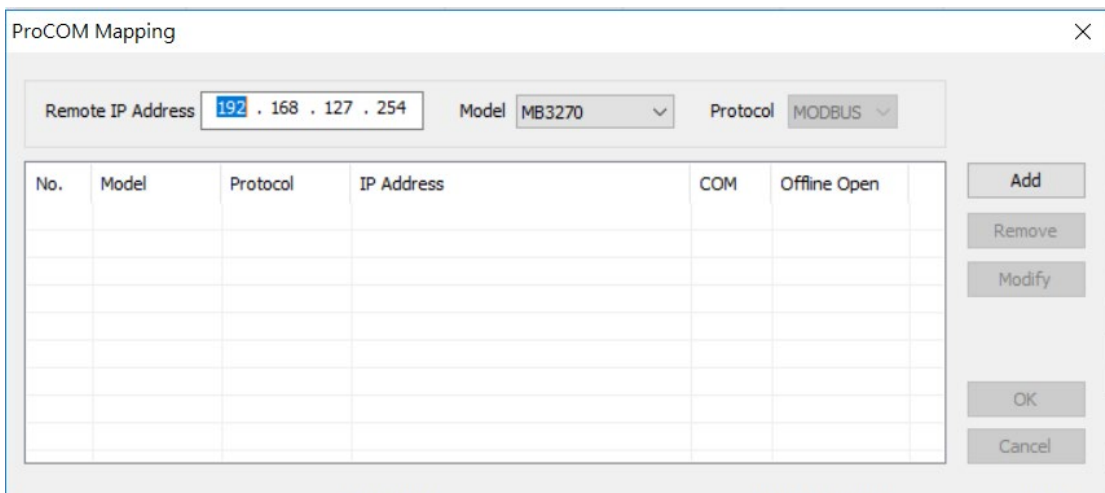 ProCOM Mapping
Remote IP Address 192 . 168 . 127 . 254 Model MB3270 Protocol MODBUS
No. Model Protocol IP Address COM Offline Open
Add
Remove
Modify
OK
Cancel